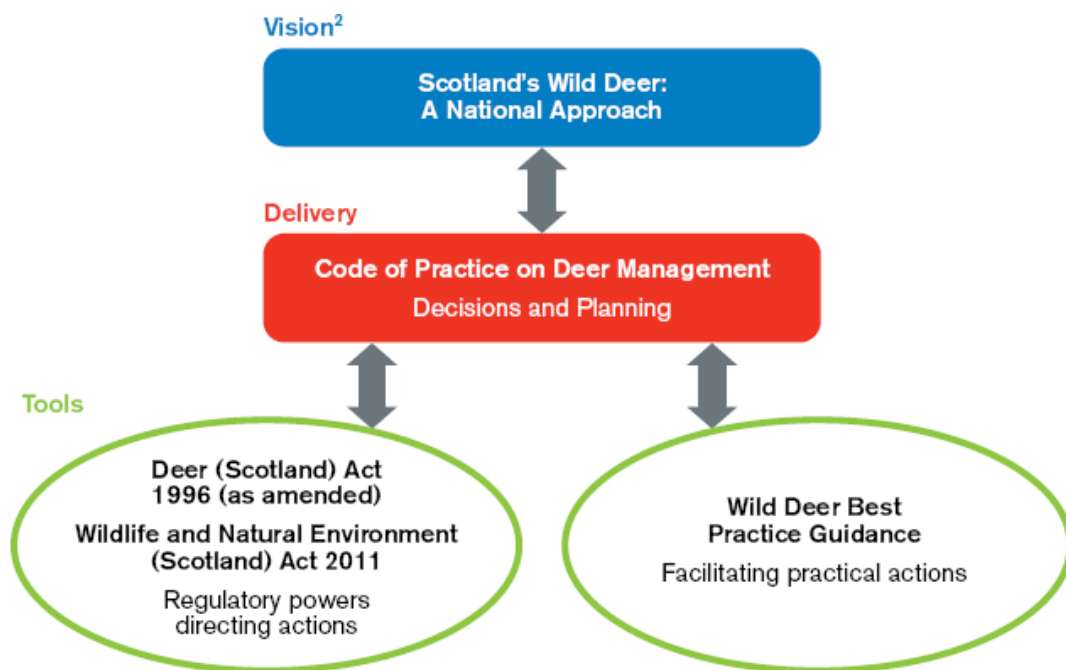 Vision²
Scotland's Wild Deer:
A National Approach
Delivery
Code of Practice on Deer Management
Decisions and Planning
Tools
Deer (Scotland) Act
1996 (as amended)
Wildlife and Natural Environment
(Scotland) Act 2011
Regulatory powers
directing actions
Wild Deer Best
Practice Guidance
Facilitating practical actions